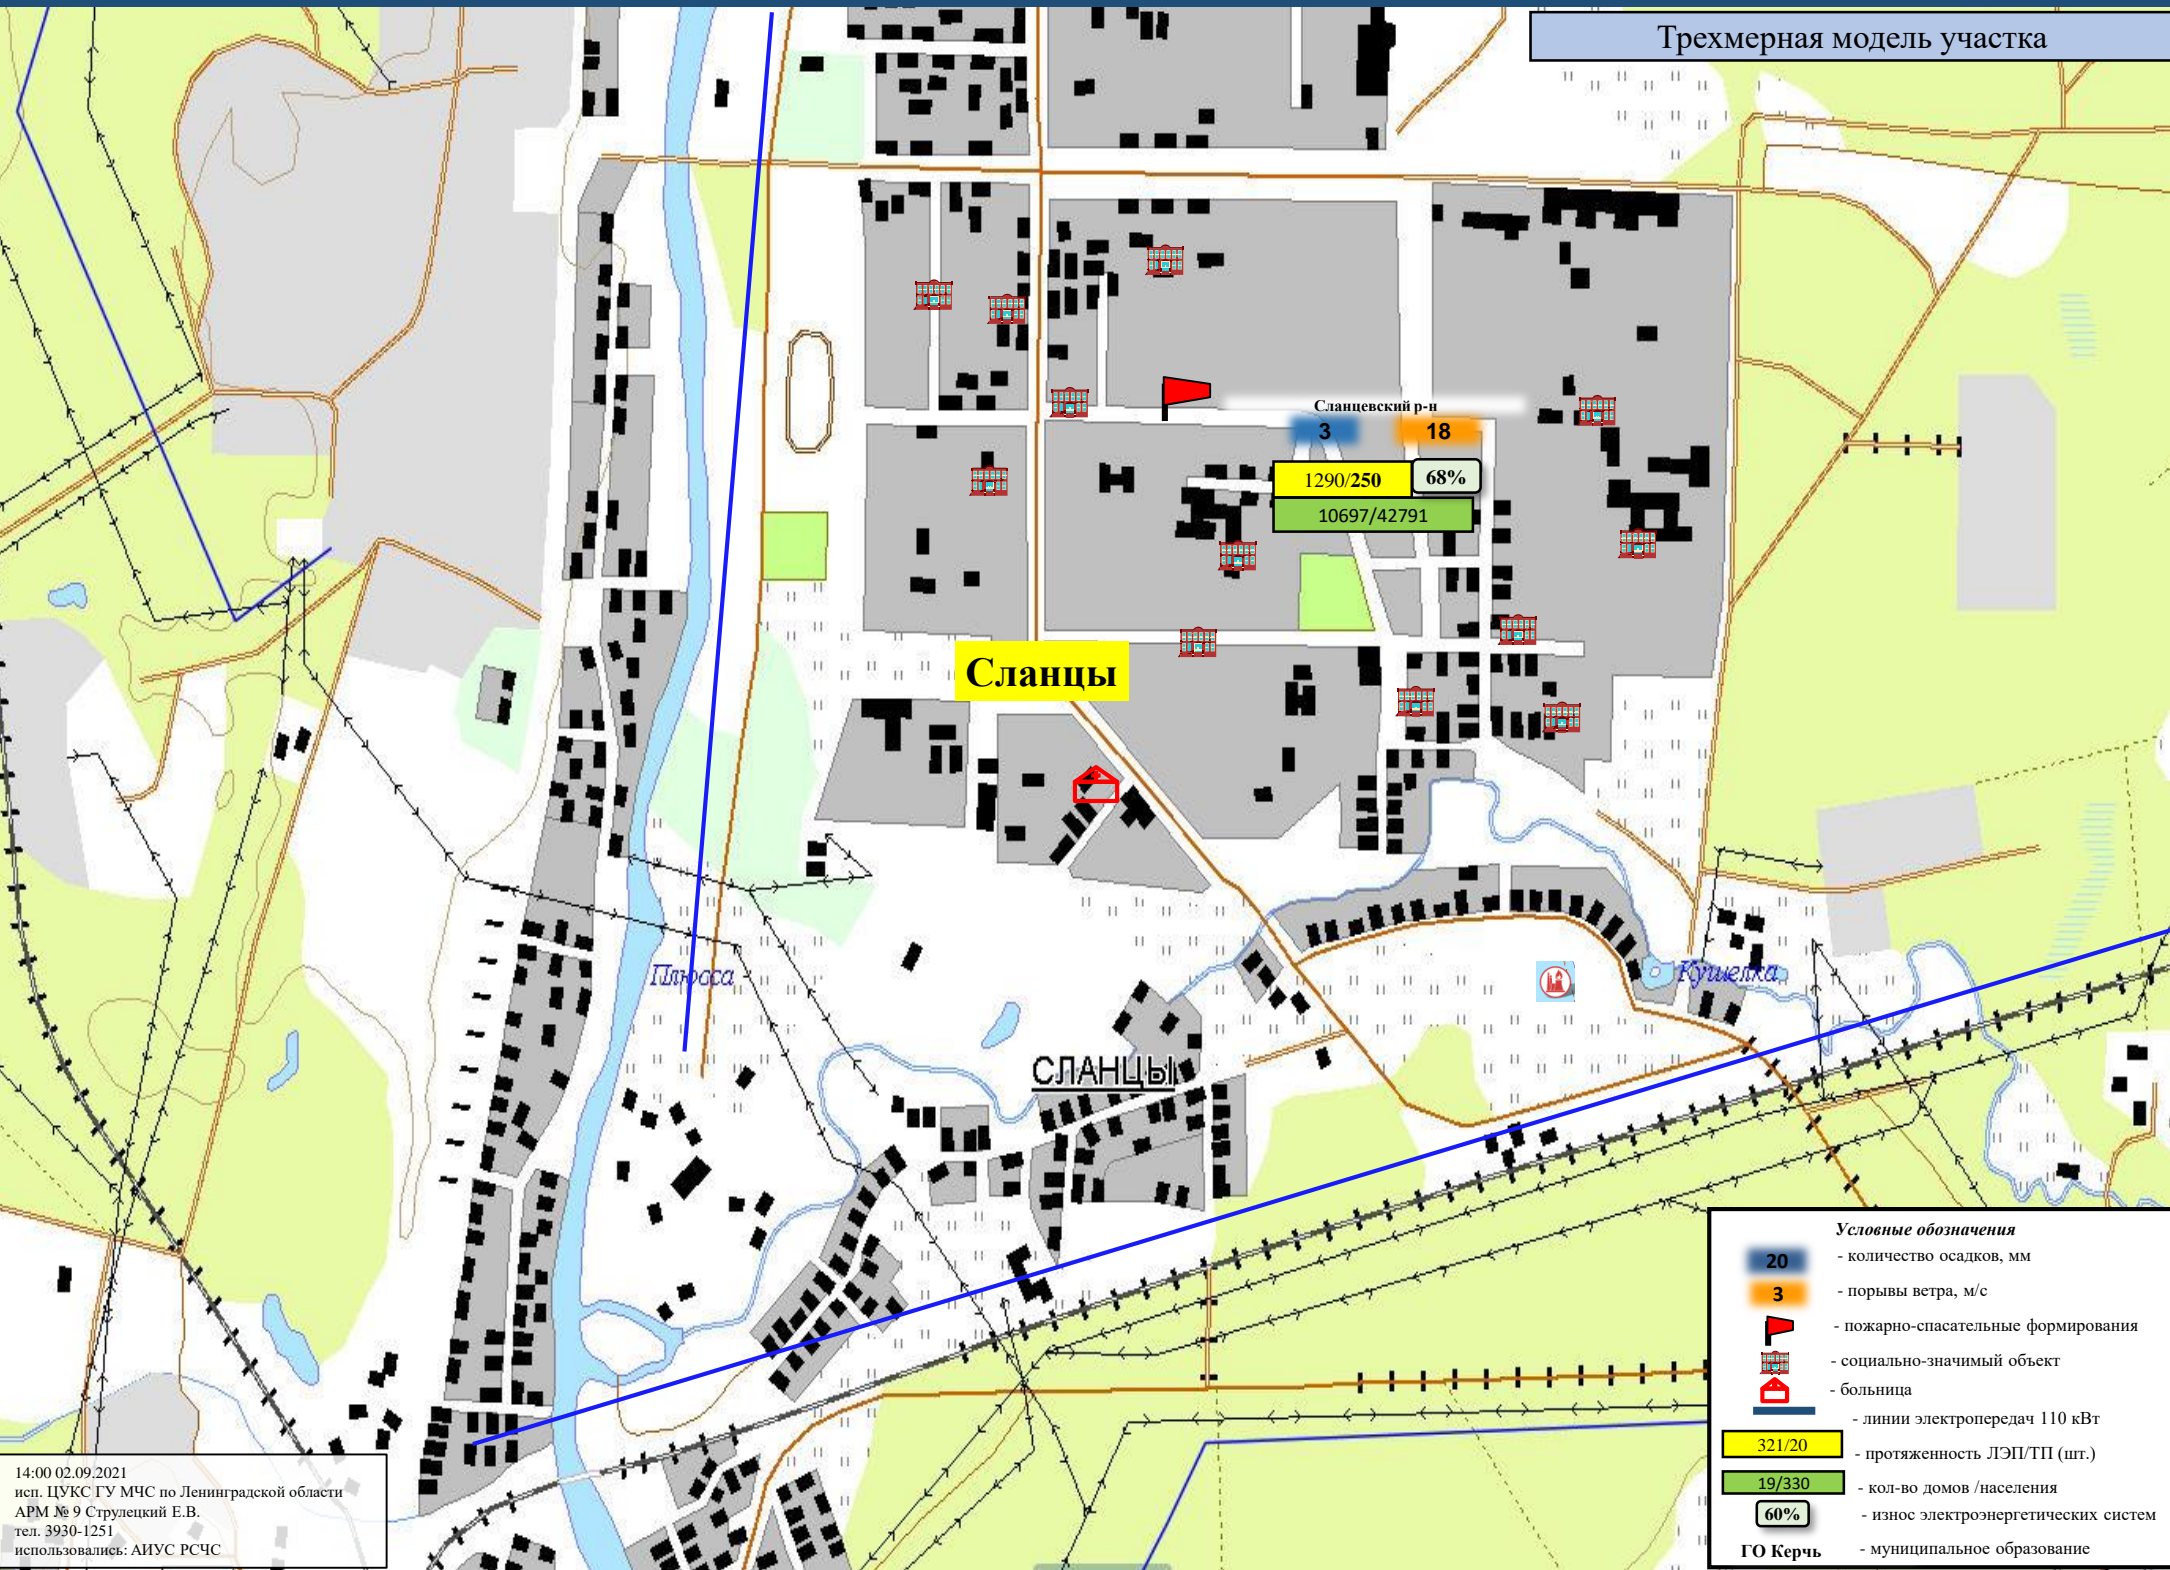 Трехмерная модель участка
Сланцевский р-н
3
18
1290/250
68%
10697/42791
Сланцы
Плюсса
Кушелка
СЛАНЦЫ
Условные обозначения
20 - количество осадков, мм
3 - порывы ветра, м/с
- пожарно-спасательные формирования
- социально-значимый объект
- больница
- линии электропередач 110 кВт
321/20 - протяженность ЛЭП/ТП (шт.)
19/330 - кол-во домов /населения
60% - износ электроэнергетических систем
ГО Керчь - муниципальное образование
14:00 02.09.2021
исп. ЦУКС ГУ МЧС по Ленинградской области
АРМ № 9 Струлецкий Е.В.
тел. 3930-1251
использовались: АИУС РСЧС